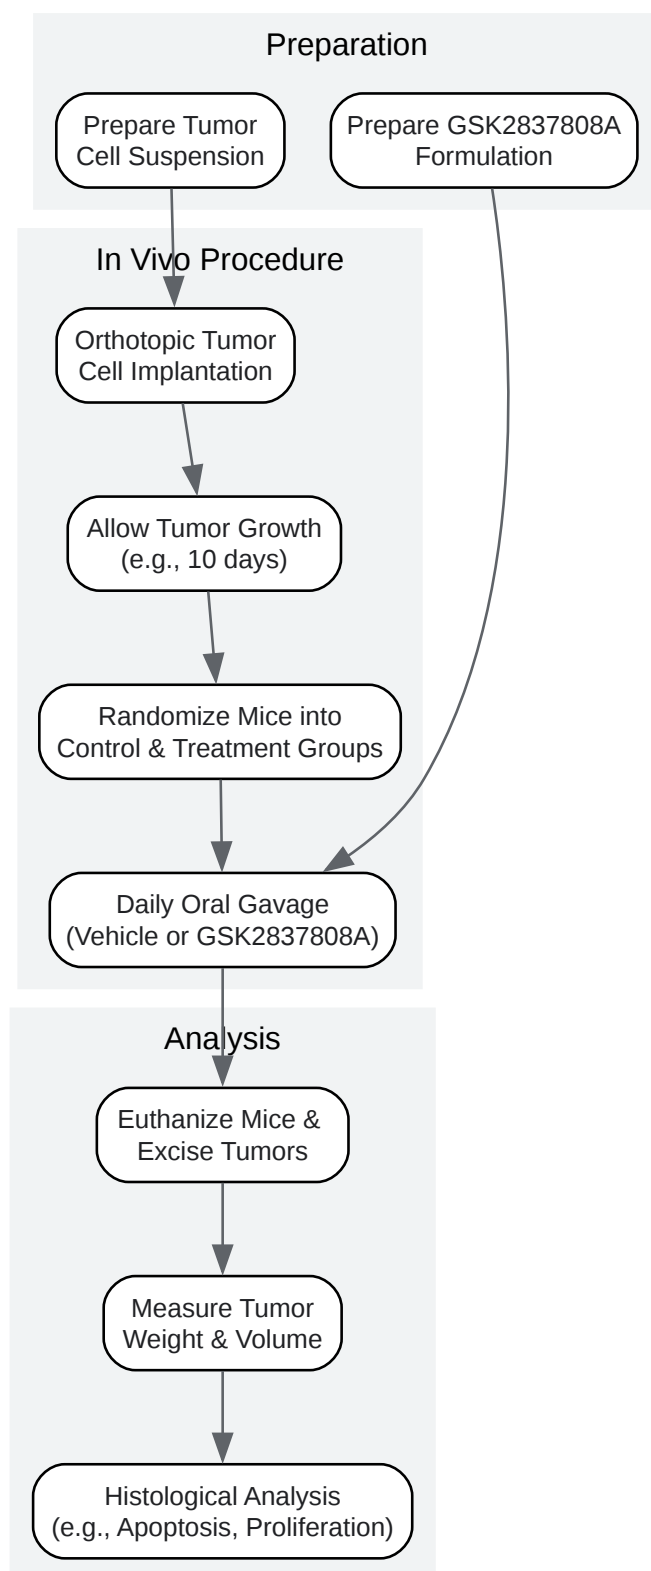 Preparation
Prepare Tumor
Cell Suspension
Prepare GSK2837808A
Formulation
In Vivo Procedure
Orthotopic Tumor
Cell Implantation
Allow Tumor Growth
(e.g., 10 days)
Randomize Mice into
Control & Treatment Groups
Daily Oral Gavage
(Vehicle or GSK2837808A)
Analysis
Euthanize Mice &
Excise Tumors
Measure Tumor
Weight & Volume
Histological Analysis
(e.g., Apoptosis, Proliferation)